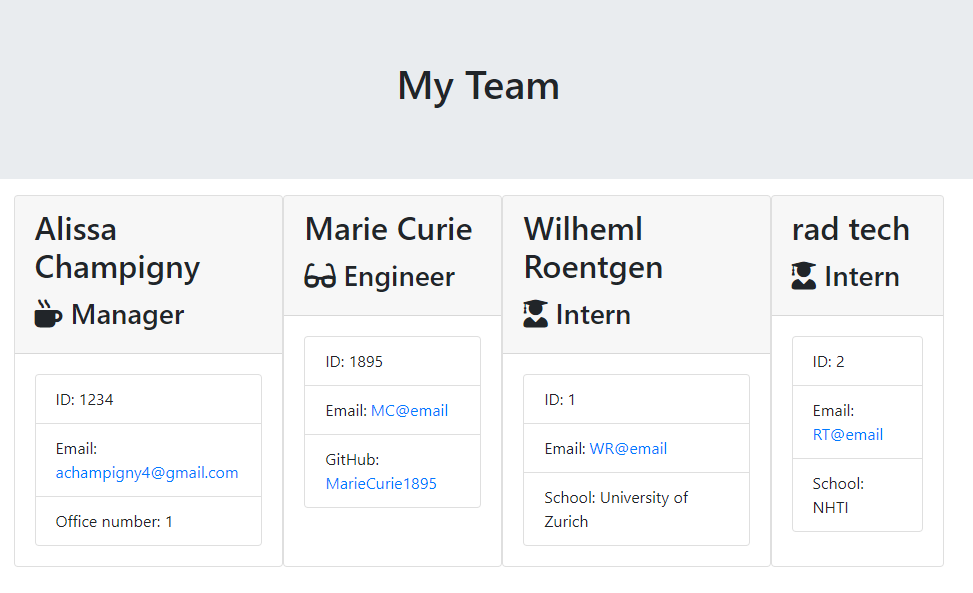 My Team
Alissa
Champigny
Manager
ID: 1234
Email:
achampigny4@gmail.com
Office number: 1
Marie Curie
Engineer
ID: 1895
Email: MC@email
GitHub:
MarieCurie1895
Wilheml
Roentgen
Intern
ID: 1
Email: WR@email
School: University of
Zurich
rad tech
Intern
ID: 2
Email:
RT@email
School:
NHTI